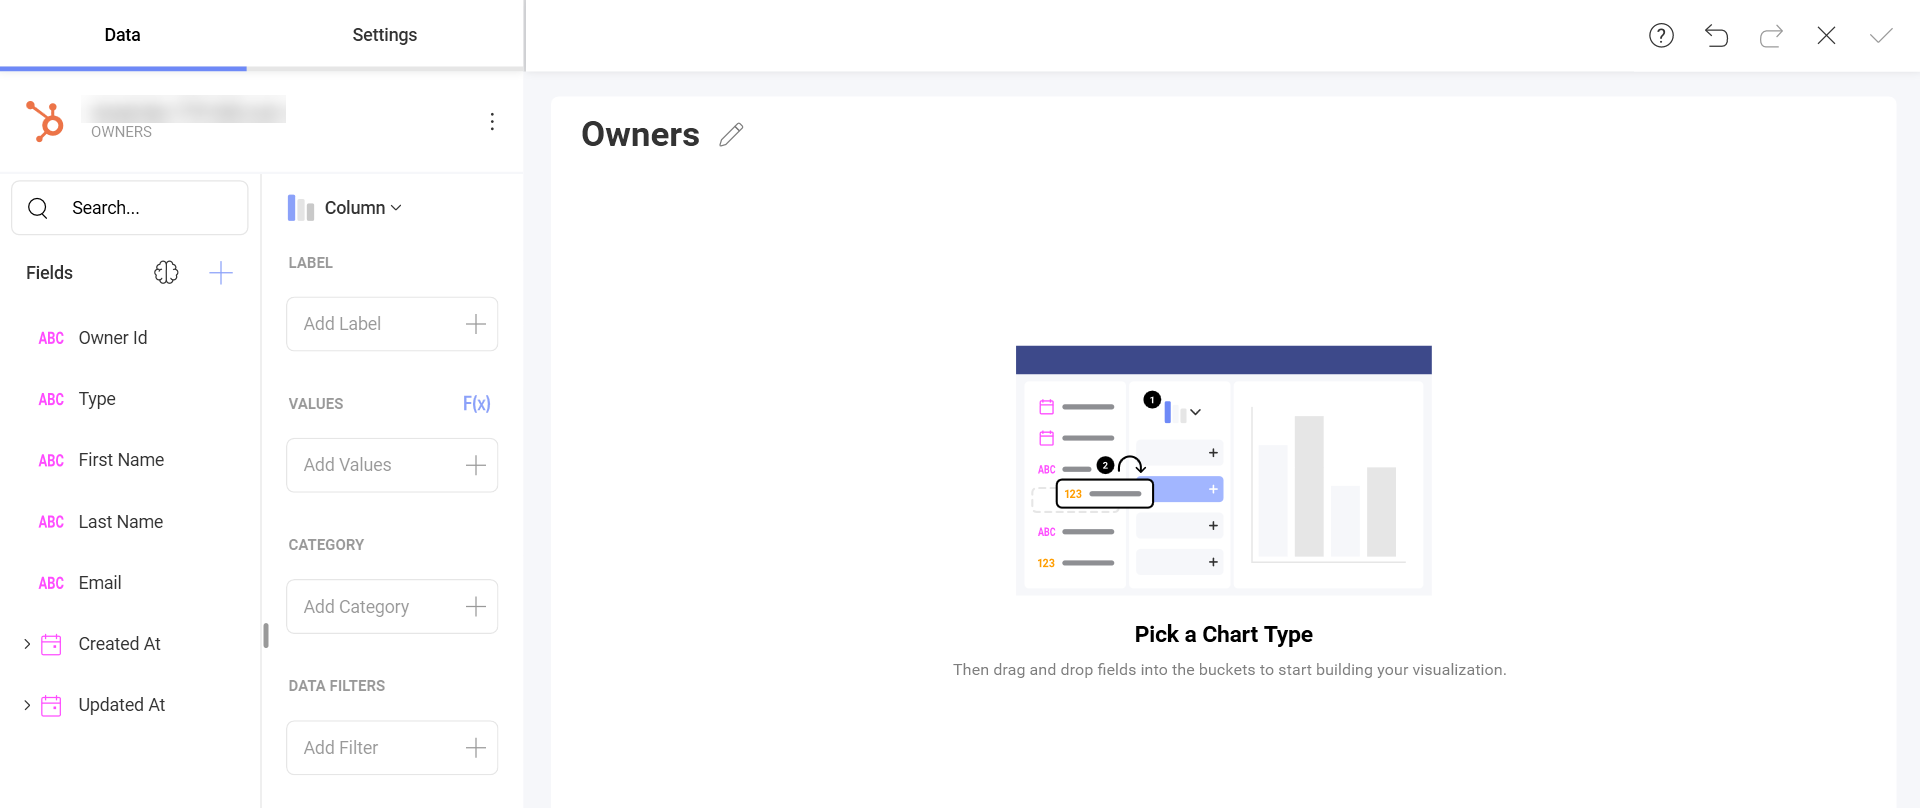 Data
Settings
OWNERS
Search...
Fields
ABC Owner Id
ABC Type
ABC First Name
ABC Last Name
ABC Email
Created At
Updated At
Column
LABEL
Add Label
VALUES F(x)
Add Values
CATEGORY
Add Category
DATA FILTERS
Add Filter
?
Owners
1
ABC
2
123
ABC
123
Pick a Chart Type
Then drag and drop fields into the buckets to start building your visualization.